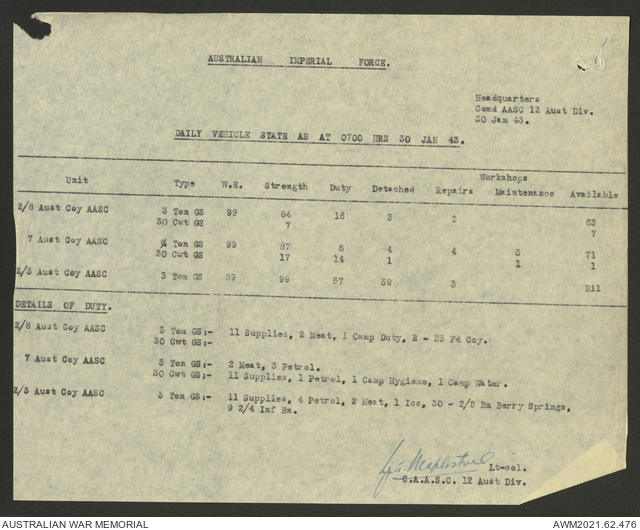 AUSTRALIAN IMPERIAL FORCE.
Headquarters
Comd AASC 12 Aust Div.
30 Jan 43.
DAILY VEHICLE STATE AS AT 0700 HRS 30 JAN 43.
Workshops
Unit Type W.E. Strength Duty Detached Repairs Maintenance Available
2/8 Aust Coy AASC 3 Ton GS 99 84 16 3 2 63
30 Cwt GS 7 7
7 Aust Coy AASC Ton GS 99 87 5 4 4 3 71
30 Cwt GS 17 14 1 1 1
2/3 Aust Coy AASC 3 Ton GS 99 99 57 39 3 Nil
DETAILS OF DUTY.
2/8 Aust Coy AASC 3 Ton GS:- 11 Supplies, 2 Meat, 1 Camp Duty, 2 - 23 Fd Coy.
30 Cwt GS:-
7 Aust Coy AASC 3 Ton GS:- 2 Meat, 3 Petrol.
30 Cwt GS:- 11 Supplies, 1 Petrol, 1 Camp Hygiene, 1 Camp Water.
2/3 Aust Coy AASC 3 Ton GS:- 11 Supplies, 4 Petrol, 2 Meat, 1 Ice, 30 - 2/8 Bn Berry Springs,
9 2/4 Inf Bn.
Lt-col.
C.A.A.S.C. 12 Aust Div.
AUSTRALIAN WAR MEMORIAL AWM2021.62.476